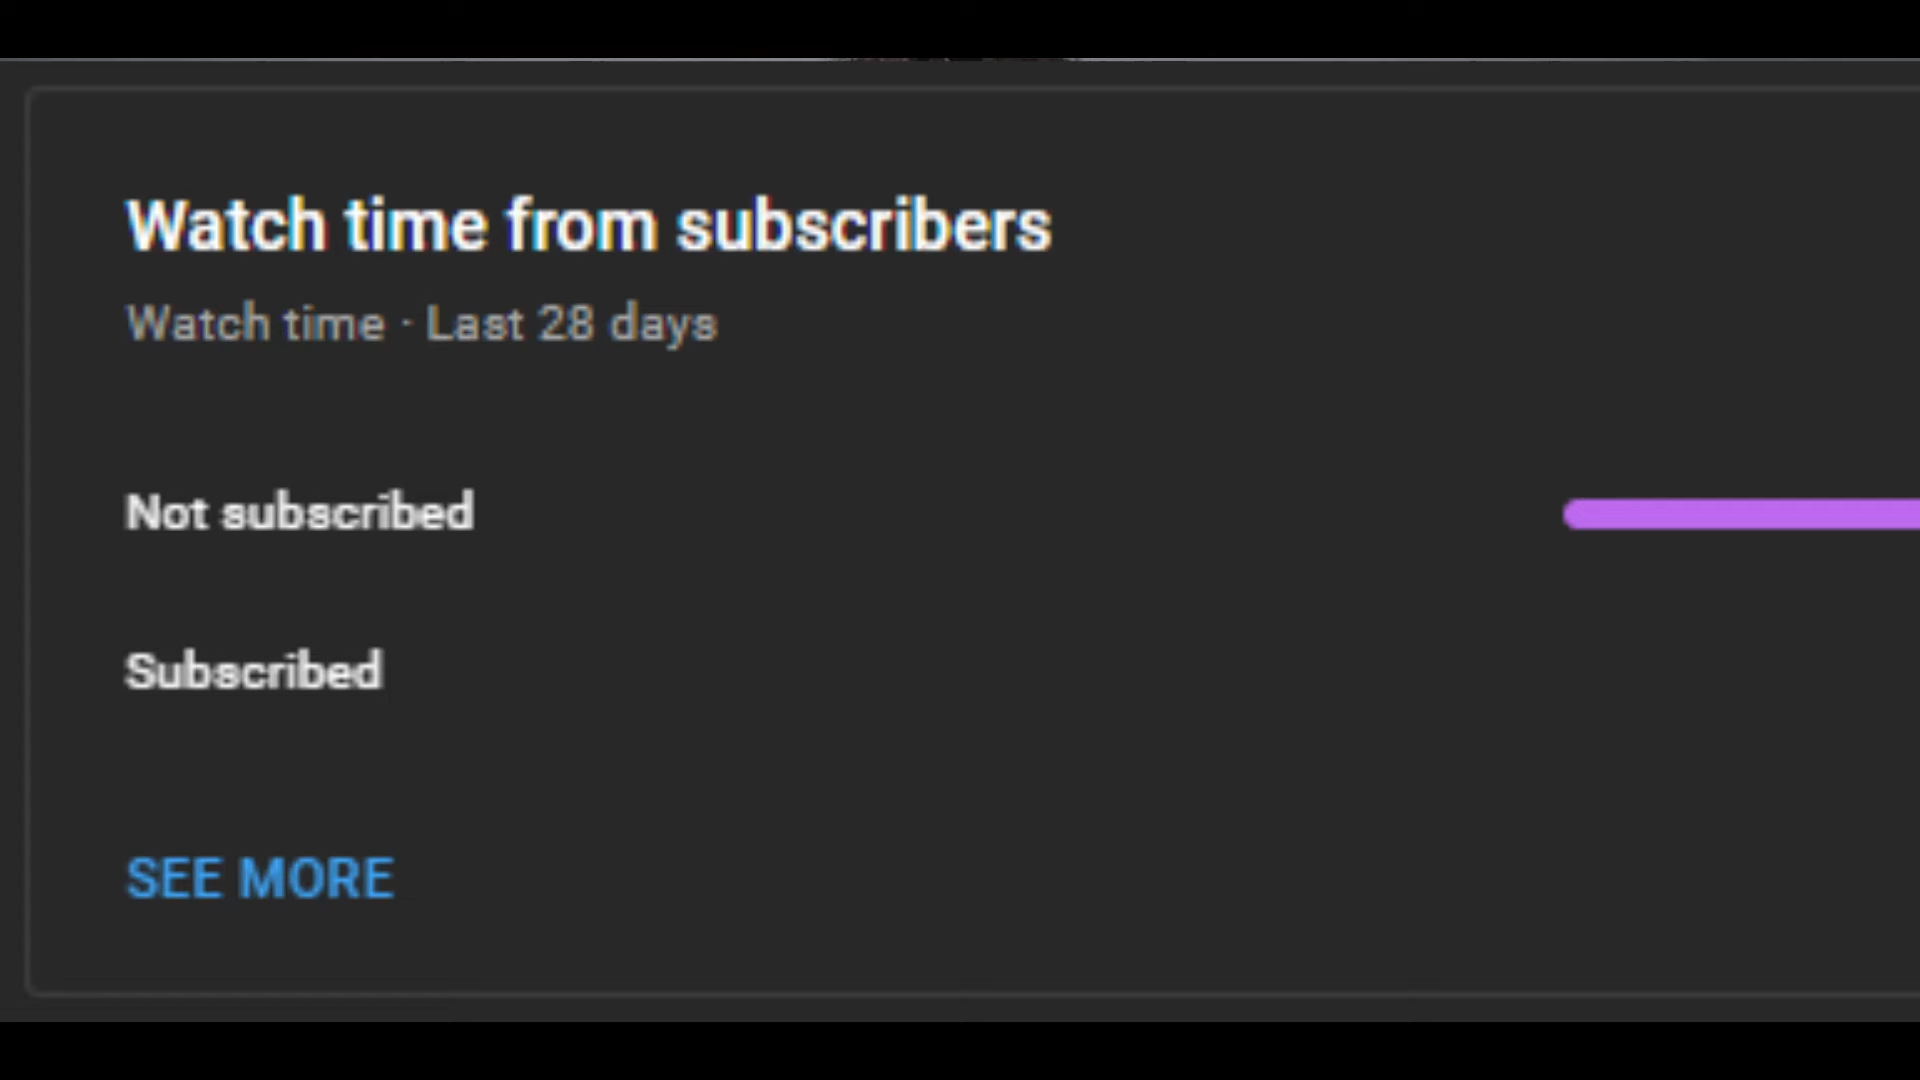 Watch time from subscribers
Watch time · Last 28 days
Not subscribed
Subscribed
SEE MORE